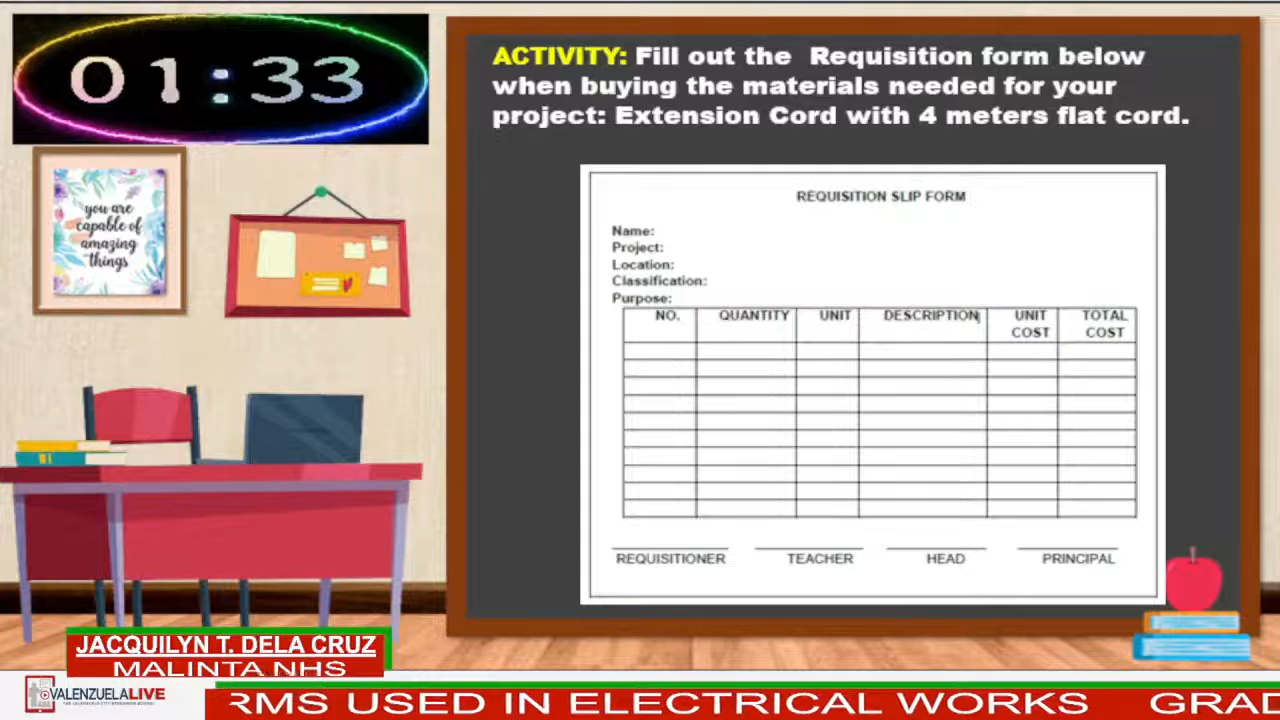 01:33
ACTIVITY: Fill out the Requisition form below
when buying the materials needed for your
project: Extension Cord with 4 meters flat cord.
you are
capable of
amazing
things
REQUISITION SLIP FORM
Name:
Project:
Location:
Classification:
Purpose:
NO. QUANTITY UNIT DESCRIPTION UNIT COST TOTAL COST
REQUISITIONER TEACHER HEAD PRINCIPAL
JACQUILYN T. DELA CRUZ
MALINTA NHS
VALENZUELALIVE
RMS USED IN ELECTRICAL WORKS GRAD